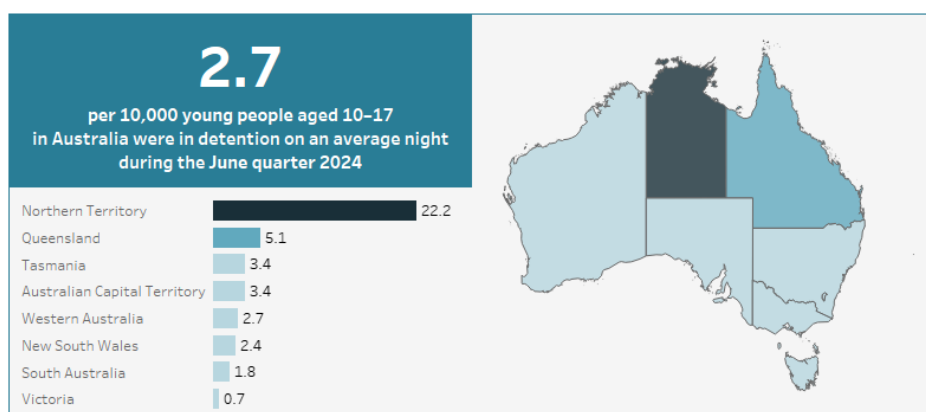 2.7
per 10,000 young people aged 10–17
in Australia were in detention on an average night
during the June quarter 2024
Northern Territory 22.2
Queensland 5.1
Tasmania 3.4
Australian Capital Territory 3.4
Western Australia 2.7
New South Wales 2.4
South Australia 1.8
Victoria 0.7